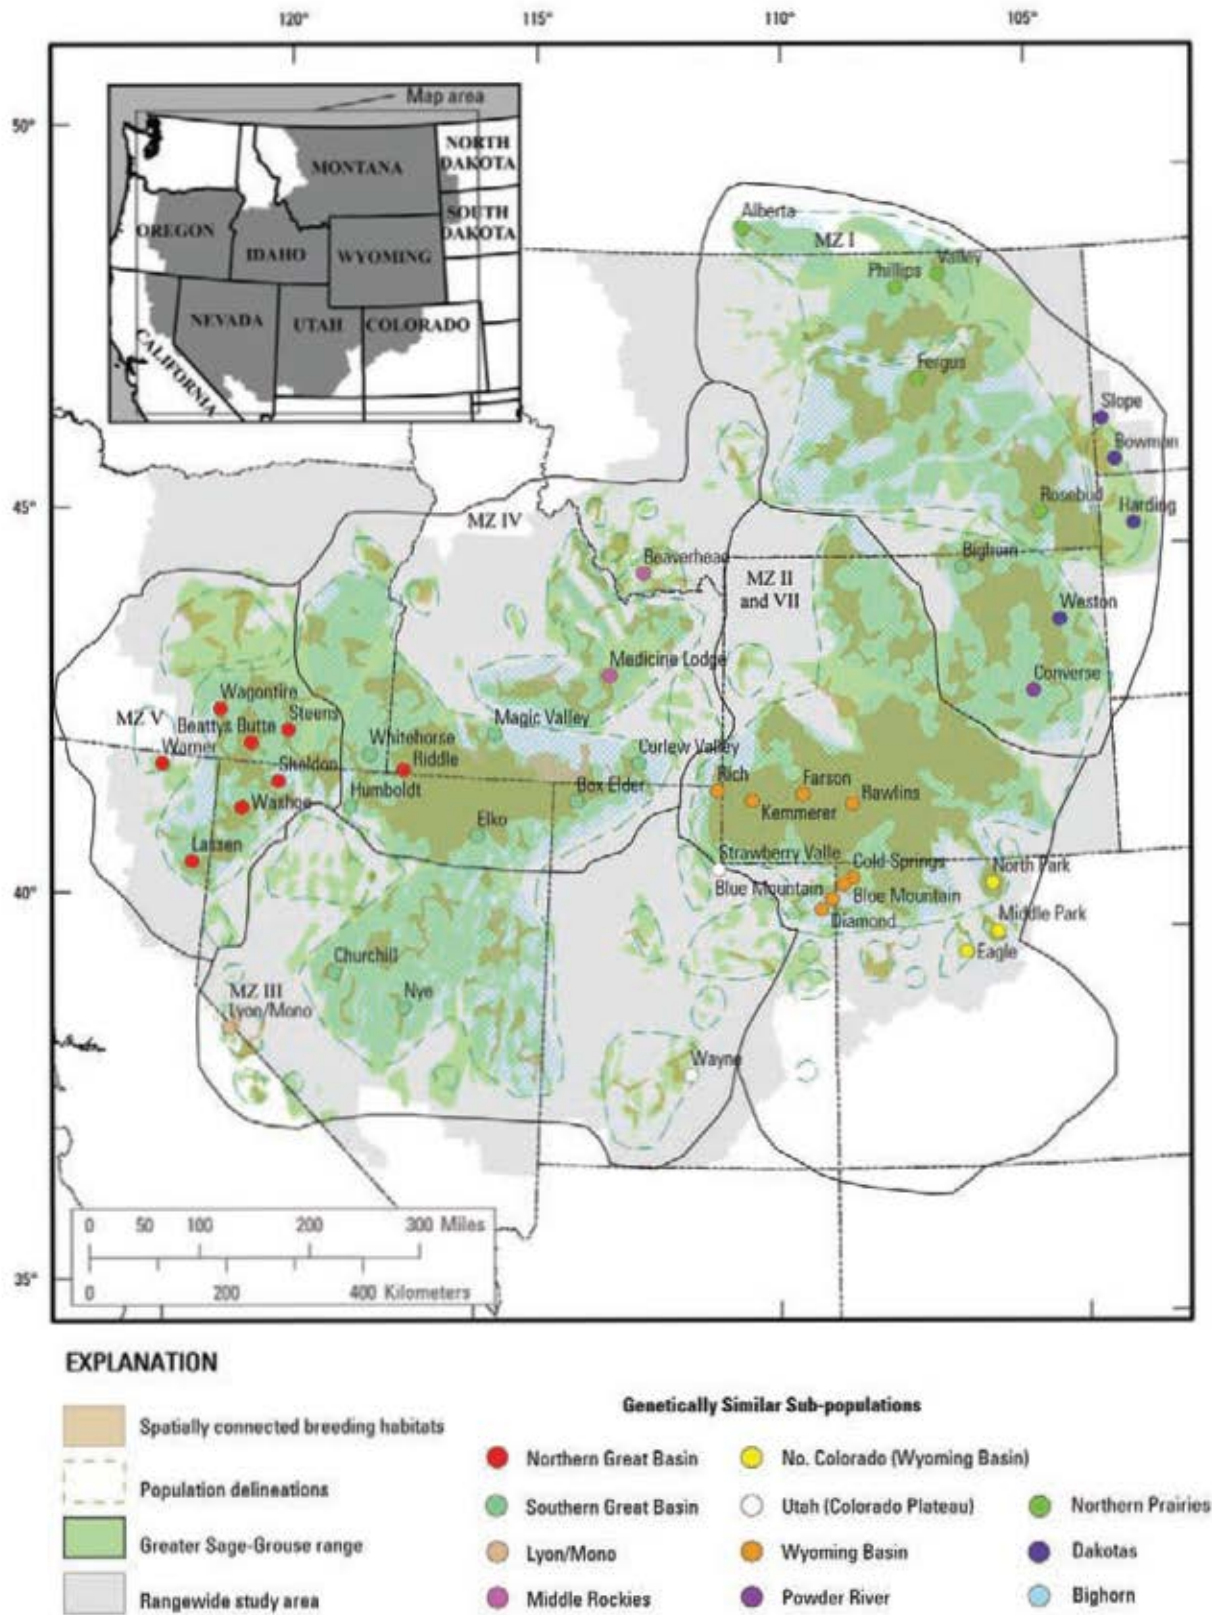 120°
115°
110°
105°
50°
45°
40°
35°
Map area
MONTANA
NORTH
DAKOTA
SOUTH
DAKOTA
OREGON
IDAHO
WYOMING
NEVADA
UTAH
COLORADO
CALIFORNIA
Alberta
MZ I
Valley
Phillips
Fergus
Slope
Bowman
Rosebud
Harding
Bighorn
MZ IV
Beaverhead
MZ II
and VII
Weston
Converse
Medicine Lodge
Magic Valley
Wagontire
MZ V
Beattys Butte
Steens
Warner
Whitehorse
Riddle
Curlew Valley
Sheldon
Humboldt
Box Elder
Rich
Farson
Rawlins
Kemmerer
Washoe
Elko
Lassen
Strawberry Valle
Cold Springs
North Park
Blue Mountain
Blue Mountain
Diamond
Middle Park
Eagle
Churchill
Nye
MZ III
Lyon/Mono
Wayne
0 50 100 200 300 Miles
0 200 400 Kilometers
EXPLANATION
Spatially connected breeding habitats
Population delineations
Greater Sage-Grouse range
Rangewide study area
Genetically Similar Sub-populations
Northern Great Basin
Southern Great Basin
Lyon/Mono
Middle Rockies
No. Colorado (Wyoming Basin)
Utah (Colorado Plateau)
Wyoming Basin
Powder River
Northern Prairies
Dakotas
Bighorn